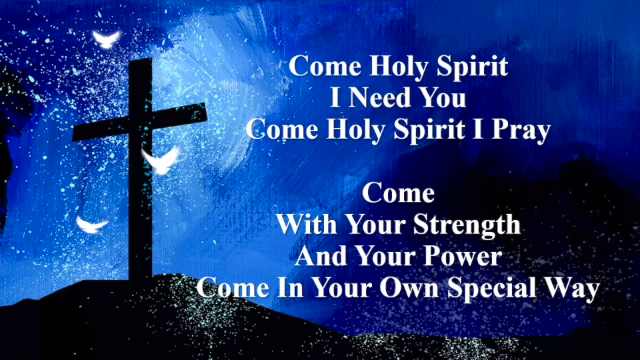 Come Holy Spirit
I Need You
Come Holy Spirit I Pray
Come
With Your Strength
And Your Power
Come In Your Own Special Way